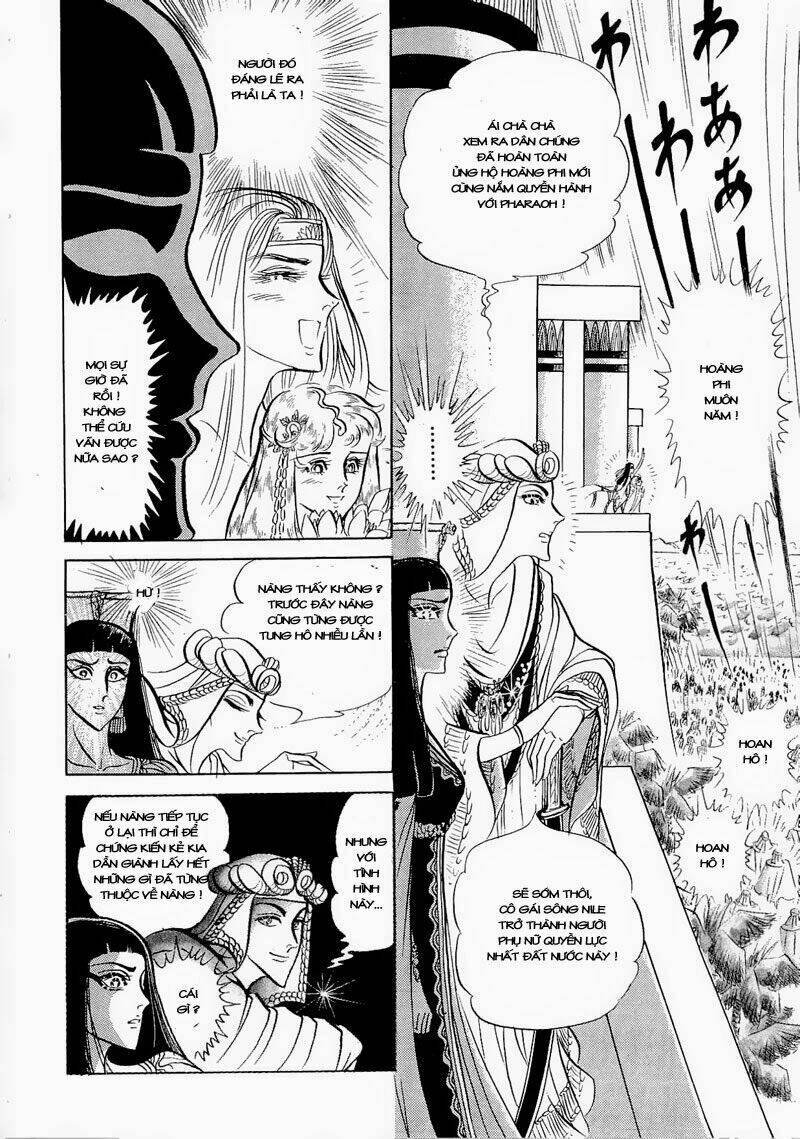 ÁI CHÀ CHÀ
XEM RA DÂN CHÚNG
ĐÃ HOÀN TOÀN
ỦNG HỘ HOÀNG PHI MỚI
CÙNG NẮM QUYỀN HÀNH
VỚI PHARAOH !
わあわー
わあー
わー
わー
HOÀNG
PHI
MUÔN
NĂM !
.........
HOAN
HÔ !
HOAN
HÔ !
SẼ SỚM THÔI,
CÔ GÁI SÔNG NILE
TRỞ THÀNH NGƯỜI
PHỤ NỮ QUYỀN LỰC
NHẤT ĐẤT NƯỚC NÀY !
NGƯỜI ĐÓ
ĐÁNG LẼ RA
PHẢI LÀ TA !
MỌI SỰ
GIỜ ĐÃ
RỒI !
KHÔNG
THỂ CỨU
VÃN ĐƯỢC
NỮA SAO ?
HỪ !
NÀNG THẤY KHÔNG ?
TRƯỚC ĐÂY NÀNG
CŨNG TỪNG ĐƯỢC
TUNG HÔ NHIỀU LẦN !
NHƯNG
VỚI
TÌNH
HÌNH
NÀY...
NẾU NÀNG TIẾP TỤC
Ở LẠI THÌ CHỈ ĐỂ
CHỨNG KIẾN KẺ KIA
DẦN GIÀNH LẤY HẾT
NHỮNG GÌ ĐÃ TỪNG
THUỘC VỀ NÀNG !
CÁI
GÌ ?